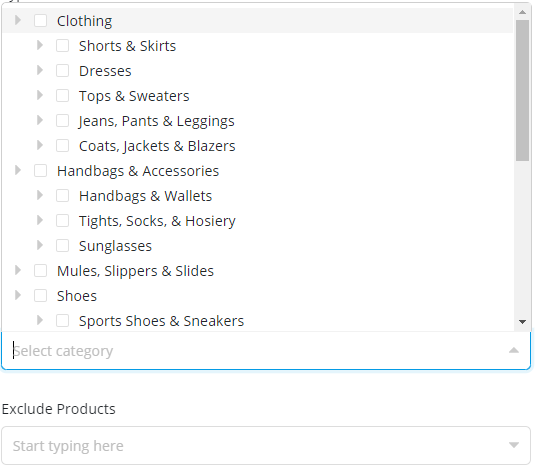 Clothing
Shorts & Skirts
Dresses
Tops & Sweaters
Jeans, Pants & Leggings
Coats, Jackets & Blazers
Handbags & Accessories
Handbags & Wallets
Tights, Socks, & Hosiery
Sunglasses
Mules, Slippers & Slides
Shoes
Sports Shoes & Sneakers
Select category
Exclude Products
Start typing here